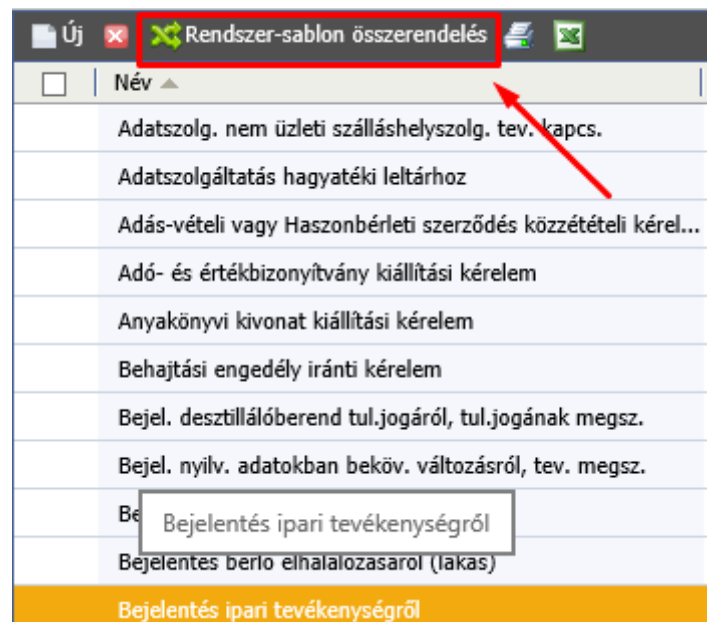 Új Rendszer-sablon összerendelés
Név
Adatszolg. nem üzleti szálláshelyszolg. tev. kapcs.
Adatszolgáltatás hagyatéki leltárhoz
Adás-vételi vagy Haszonbérleti szerződés közzétételi kérel...
Adó- és értékbizonyítvány kiállítási kérelem
Anyakönyvi kivonat kiállítási kérelem
Behajtási engedély iránti kérelem
Bejel. desztillálóberend tul.jogáról, tul.jogának megsz.
Bejel. nyilv. adatokban beköv. változásról, tev. megsz.
Bejelentés ipari tevékenységről
Bejelentés bérlő elhalálozásáról (lakás)
Bejelentés ipari tevékenységről